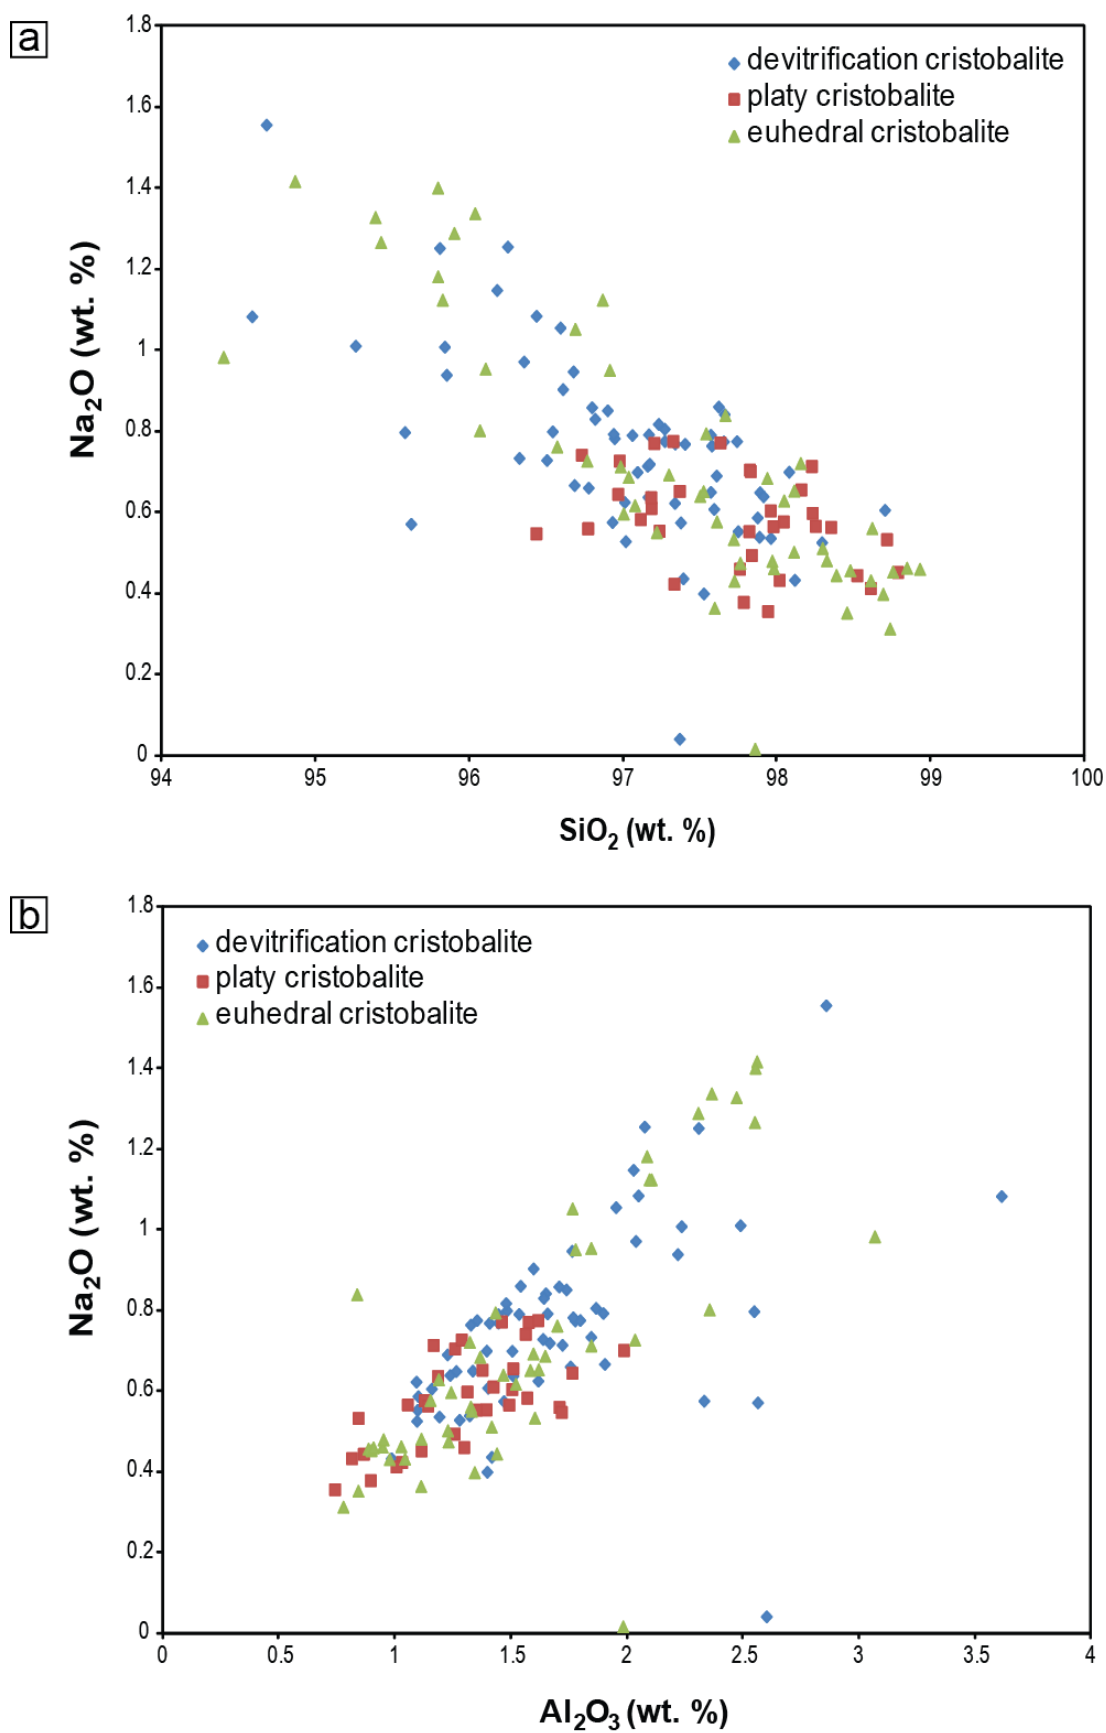 a
1.8
1.6
1.4
1.2
1
0.8
0.6
0.4
0.2
0
Na2O (wt. %)
devitrification cristobalite
platy cristobalite
euhedral cristobalite
94 95 96 97 98 99 100
SiO2 (wt. %)
b
1.8
1.6
1.4
1.2
1
0.8
0.6
0.4
0.2
0
Na2O (wt. %)
devitrification cristobalite
platy cristobalite
euhedral cristobalite
0 0.5 1 1.5 2 2.5 3 3.5 4
Al2O3 (wt. %)